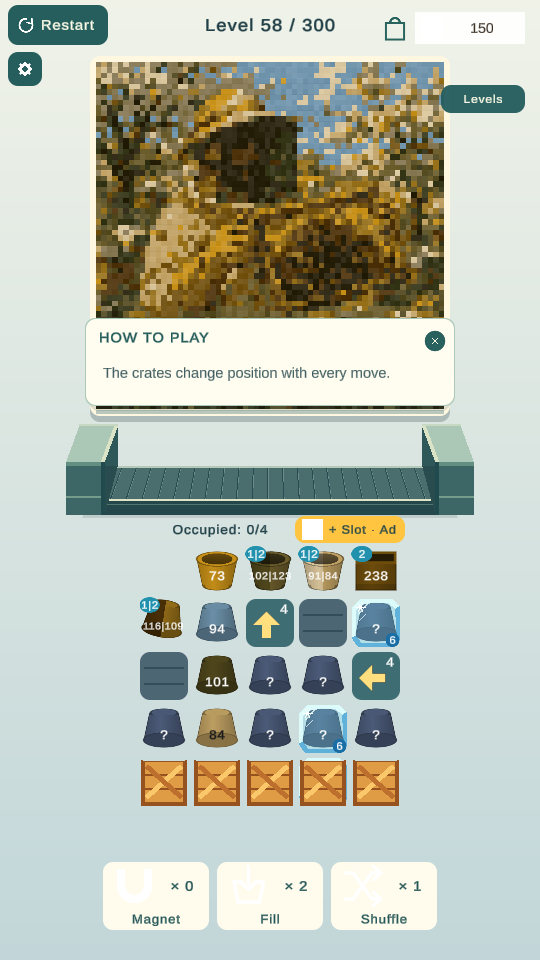 Restart
Level 58 / 300
150
Levels
HOW TO PLAY
The crates change position with every move.
Occupied: 0/4
+ Slot · Ad
73
1|2
102|123
1|2
91|84
2
238
1|2
116|109
94
4
?
6
101
?
?
4
?
84
?
?
6
?
× 0
Magnet
× 2
Fill
× 1
Shuffle